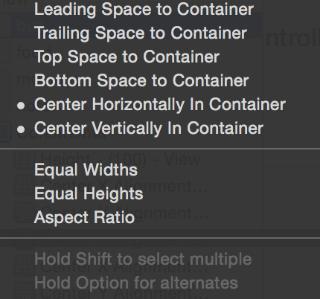 Leading Space to Container
Trailing Space to Container
Top Space to Container
Bottom Space to Container
● Center Horizontally In Container
● Center Vertically In Container
Equal Widths
Equal Heights
Aspect Ratio
Hold Shift to select multiple
Hold Option for alternates